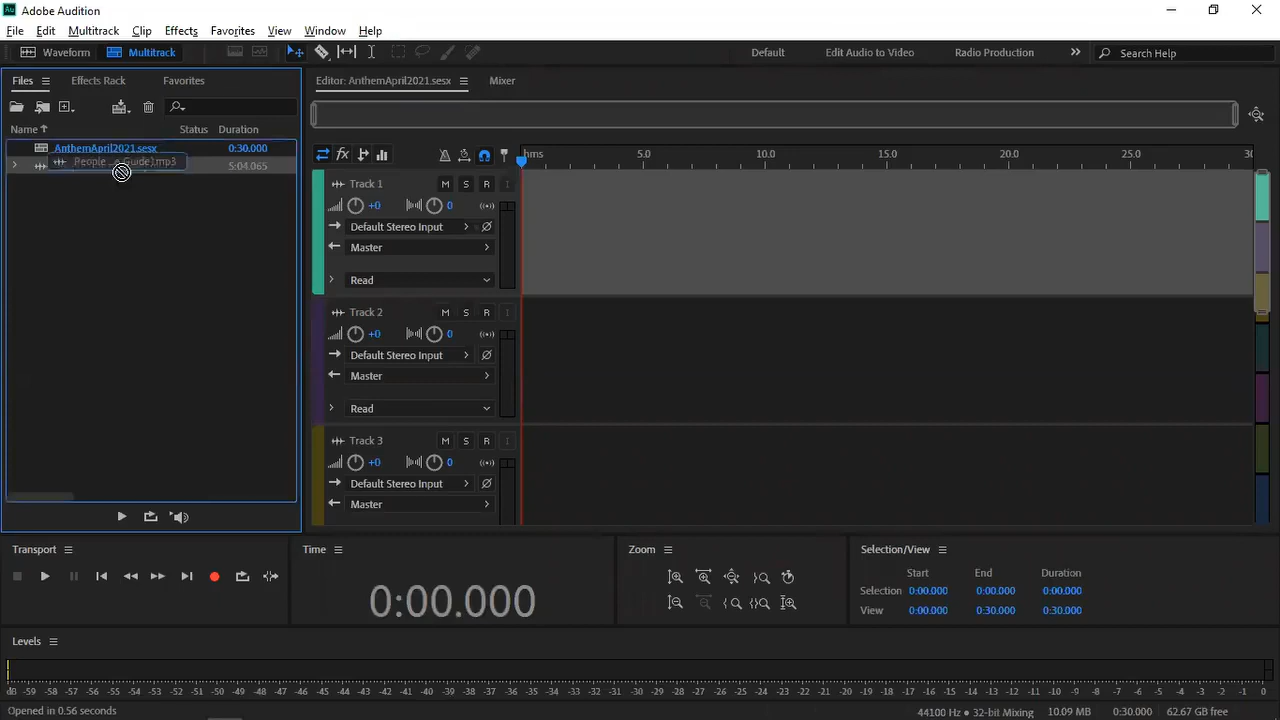 Adobe Audition
File Edit Multitrack Clip Effects Favorites View Window Help
Waveform Multitrack Default Edit Audio to Video Radio Production Search Help
Files Effects Rack Favorites Editor: AnthemApril2021.sesx Mixer
Name Status Duration
AnthemApril2021.sesx 0:30.000
People ...e Guide).mp3 5:04.065
hms 5.0 10.0 15.0 20.0 25.0 30
Track 1 M S R I
+0 0
Default Stereo Input
Master
Read
Track 2 M S R I
+0 0
Default Stereo Input
Master
Read
Track 3 M S R I
+0 0
Default Stereo Input
Master
Transport Time Zoom Selection/View
Start End Duration
Selection 0:00.000 0:00.000 0:00.000
View 0:00.000 0:30.000 0:30.000
0:00.000
Levels
dB -59 -58 -57 -56 -55 -54 -53 -52 -51 -50 -49 -48 -47 -46 -45 -44 -43 -42 -41 -40 -39 -38 -37 -36 -35 -34 -33 -32 -31 -30 -29 -28 -27 -26 -25 -24 -23 -22 -21 -20 -19 -18 -17 -16 -15 -14 -13 -12 -11 -10 -9 -8 -7 -6 -5 -4 -3 -2 -1 0
Opened in 0.56 seconds 44100 Hz • 32-bit Mixing 10.09 MB 0:30.000 62.67 GB free